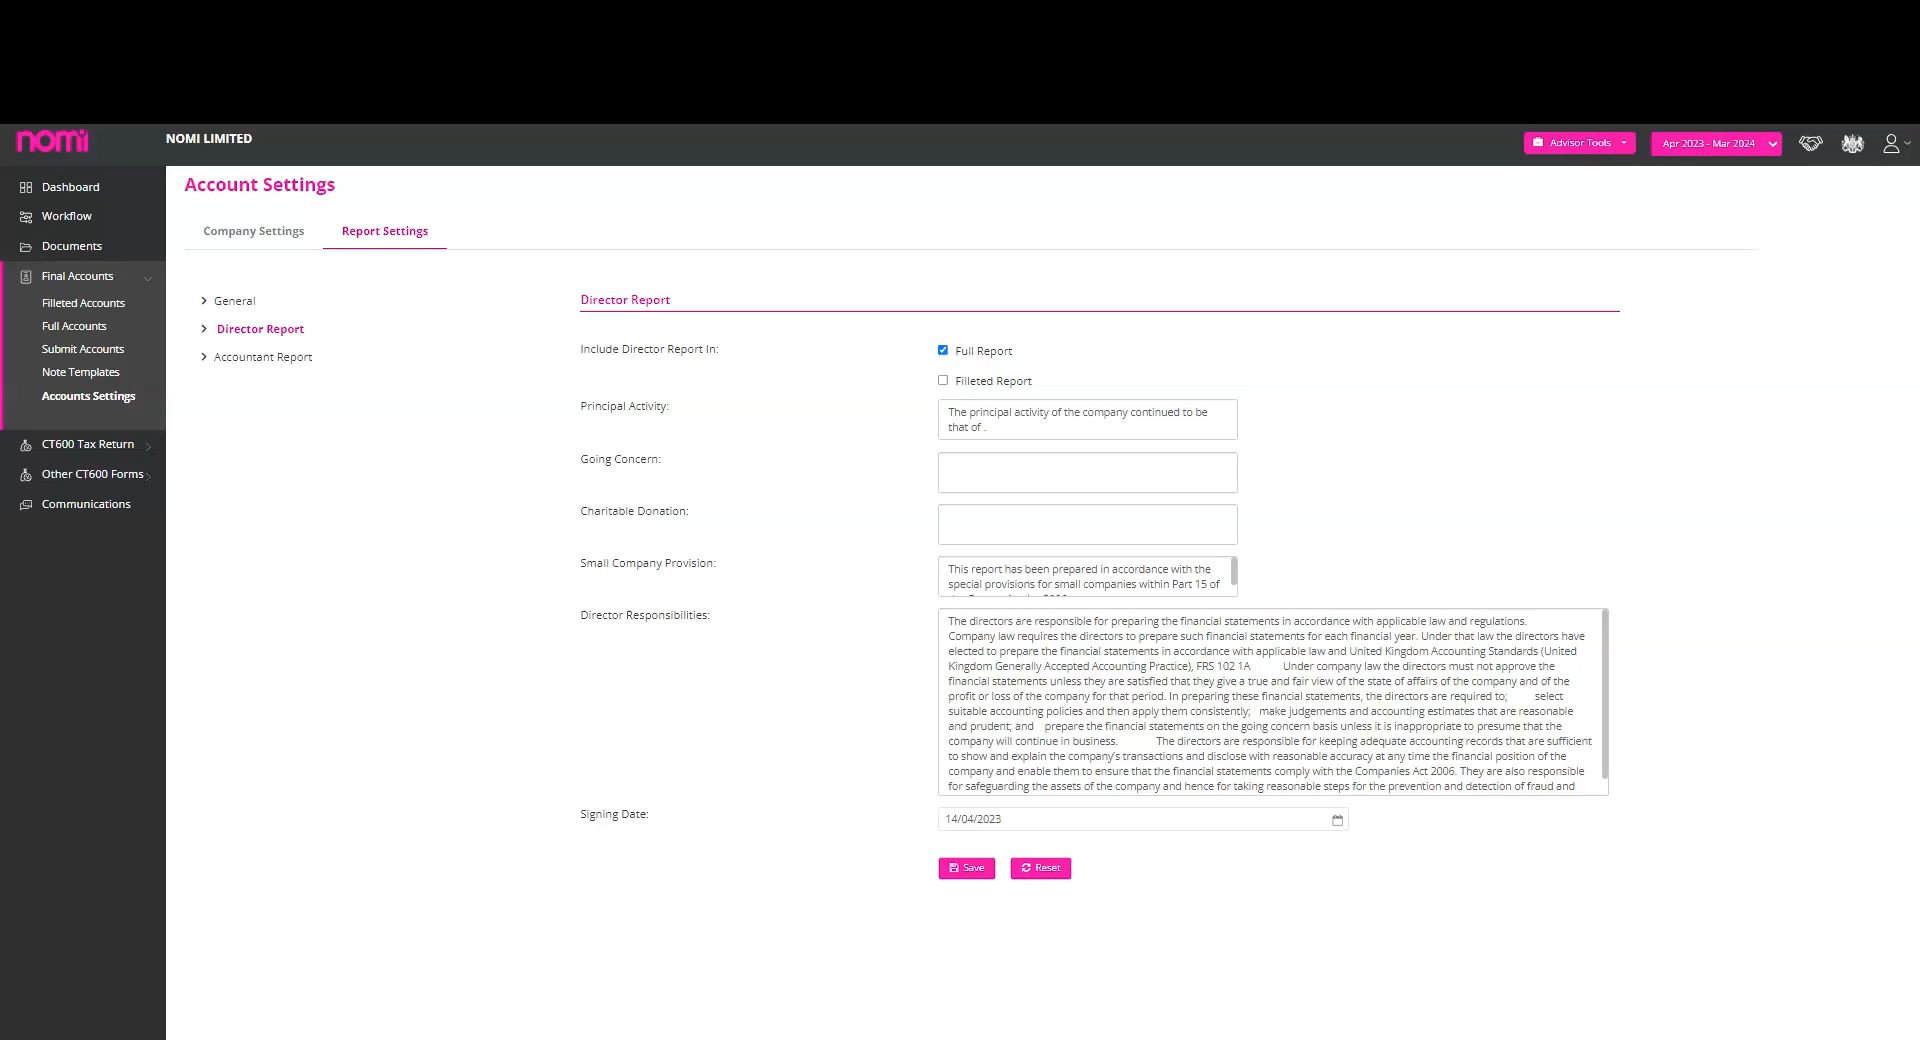 nomi
NOMI LIMITED
Advisor Tools
Apr 2023 - Mar 2024
Dashboard
Workflow
Documents
Final Accounts
Filleted Accounts
Full Accounts
Submit Accounts
Note Templates
Accounts Settings
CT600 Tax Return
Other CT600 Forms
Communications
Account Settings
Company Settings
Report Settings
General
Director Report
Accountant Report
Director Report
Include Director Report In:
Full Report
Filleted Report
Principal Activity:
The principal activity of the company continued to be
that of .
Going Concern:
Charitable Donation:
Small Company Provision:
This report has been prepared in accordance with the
special provisions for small companies within Part 15 of
Director Responsibilities:
The directors are responsible for preparing the financial statements in accordance with applicable law and regulations.
Company law requires the directors to prepare such financial statements for each financial year. Under that law the directors have
elected to prepare the financial statements in accordance with applicable law and United Kingdom Accounting Standards (United
Kingdom Generally Accepted Accounting Practice), FRS 102 1A Under company law the directors must not approve the
financial statements unless they are satisfied that they give a true and fair view of the state of affairs of the company and of the
profit or loss of the company for that period. In preparing these financial statements, the directors are required to; select
suitable accounting policies and then apply them consistently; make judgements and accounting estimates that are reasonable
and prudent; and prepare the financial statements on the going concern basis unless it is inappropriate to presume that the
company will continue in business. The directors are responsible for keeping adequate accounting records that are sufficient
to show and explain the company's transactions and disclose with reasonable accuracy at any time the financial position of the
company and enable them to ensure that the financial statements comply with the Companies Act 2006. They are also responsible
for safeguarding the assets of the company and hence for taking reasonable steps for the prevention and detection of fraud and
Signing Date:
14/04/2023
Save
Reset